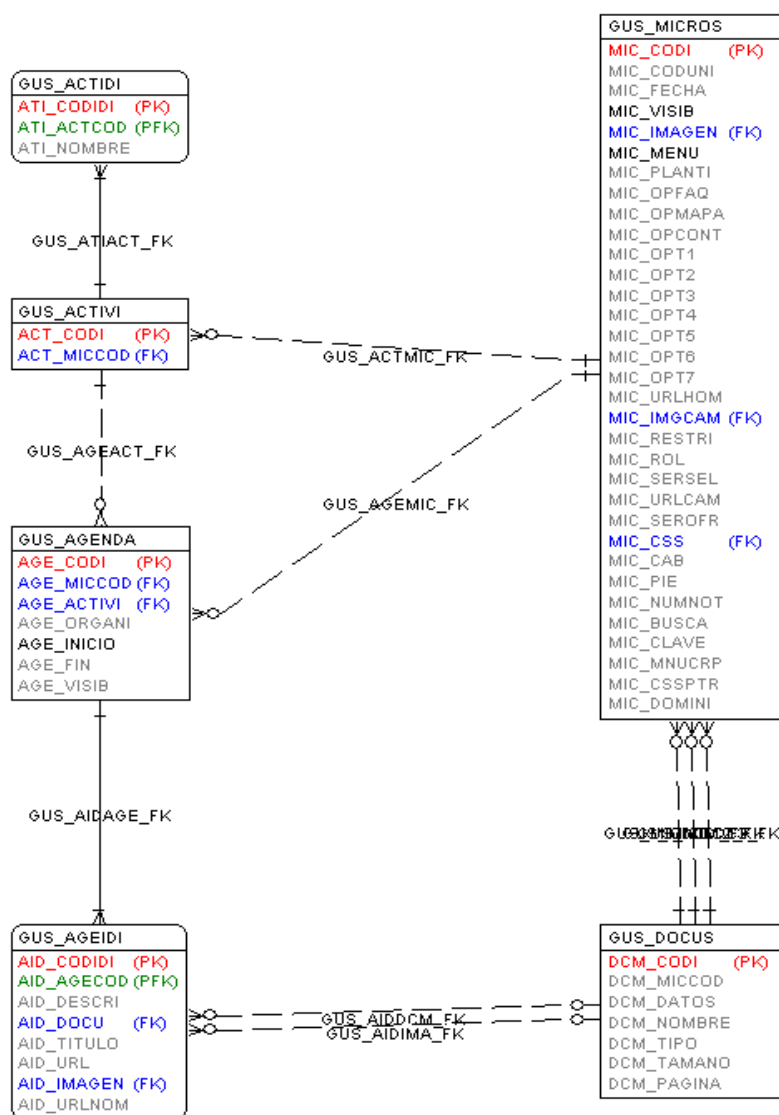 GUS_MICROS
MIC_CODI (PK)
MIC_CODUNI
MIC_FECHA
MIC_VISIB
MIC_IMAGEN (FK)
MIC_MENU
MIC_PLANTI
MIC_OPFAQ
MIC_OPMAPA
MIC_OPCONT
MIC_OPT1
MIC_OPT2
MIC_OPT3
MIC_OPT4
MIC_OPT5
MIC_OPT6
MIC_OPT7
MIC_URLHOM
MIC_IMGCAM (FK)
MIC_RESTRI
MIC_ROL
MIC_SERSEL
MIC_URLCAM
MIC_SEROFR
MIC_CSS (FK)
MIC_CAB
MIC_PIE
MIC_NUMNOT
MIC_BUSCA
MIC_CLAVE
MIC_MNUCRP
MIC_CSSPTR
MIC_DOMINI
GUS_ACTIDI
ATI_CODIDI (PK)
ATI_ACTCOD (PFK)
ATI_NOMBRE
GUS_ATIACT_FK
GUS_ACTIVI
ACT_CODI (PK)
ACT_MICCOD (FK)
GUS_ACTMIC_FK
GUS_AGEACT_FK
GUS_AGEMIC_FK
GUS_AGENDA
AGE_CODI (PK)
AGE_MICCOD (FK)
AGE_ACTIVI (FK)
AGE_ORGANI
AGE_INICIO
AGE_FIN
AGE_VISIB
GUS_AIDAGE_FK
GUS_AGEIDI
AID_CODIDI (PK)
AID_AGECOD (PFK)
AID_DESCRI
AID_DOCU (FK)
AID_TITULO
AID_URL
AID_IMAGEN (FK)
AID_URLNOM
GUS_AIDDCM_FK
GUS_AIDIMA_FK
GUS_DOCUS
DCM_CODI (PK)
DCM_MICCOD
DCM_DATOS
DCM_NOMBRE
DCM_TIPO
DCM_TAMANO
DCM_PAGINA